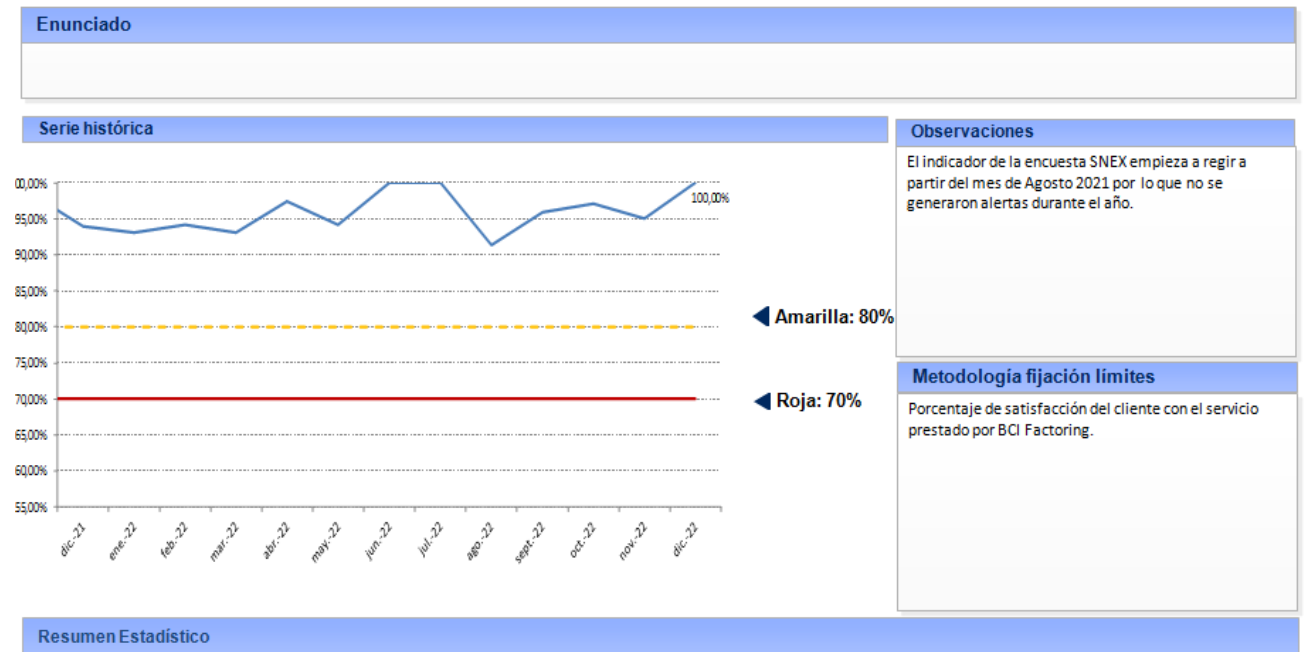 Enunciado
Serie histórica
00,00%
95,00%
90,00%
85,00%
80,00%
75,00%
70,00%
65,00%
60,00%
55,00%
100,00%
dic.-21
ene.-22
feb.-22
mar.-22
abr.-22
may.-22
jun.-22
jul.-22
ago.-22
sept.-22
oct.-22
nov.-22
dic.-22
Amarilla: 80%
Roja: 70%
Observaciones
El indicador de la encuesta SNEX empieza a regir a
partir del mes de Agosto 2021 por lo que no se
generaron alertas durante el año.
Metodología fijación límites
Porcentaje de satisfacción del cliente con el servicio
prestado por BCI Factoring.
Resumen Estadístico